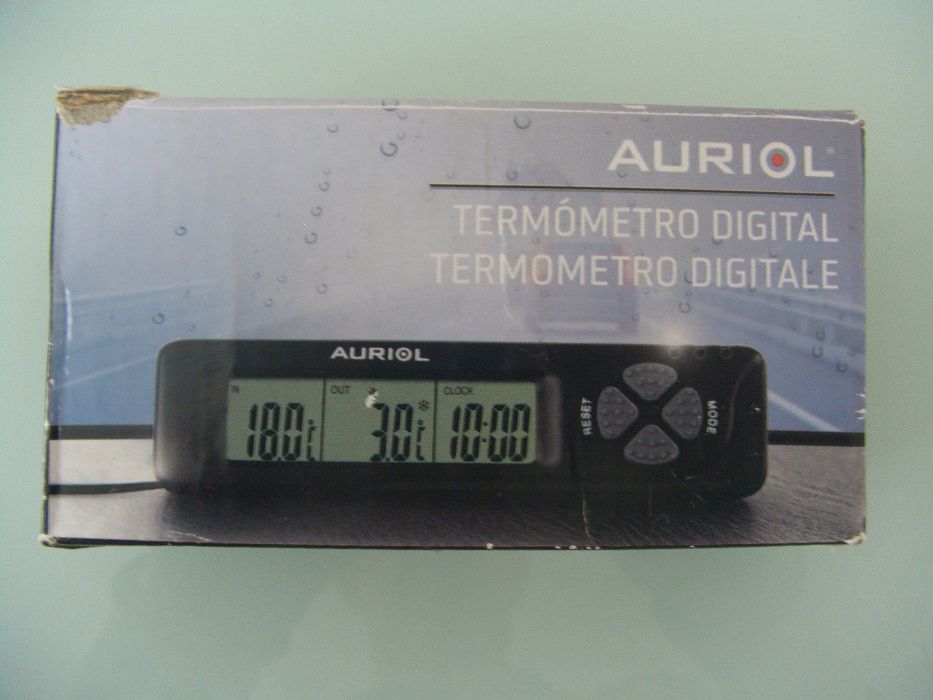 AURIOL®
TERMÓMETRO DIGITAL
TERMOMETRO DIGITALE
AURIOL
IN OUT CLOCK
18.0°C 3.0°C 10:00
RESET
MODE